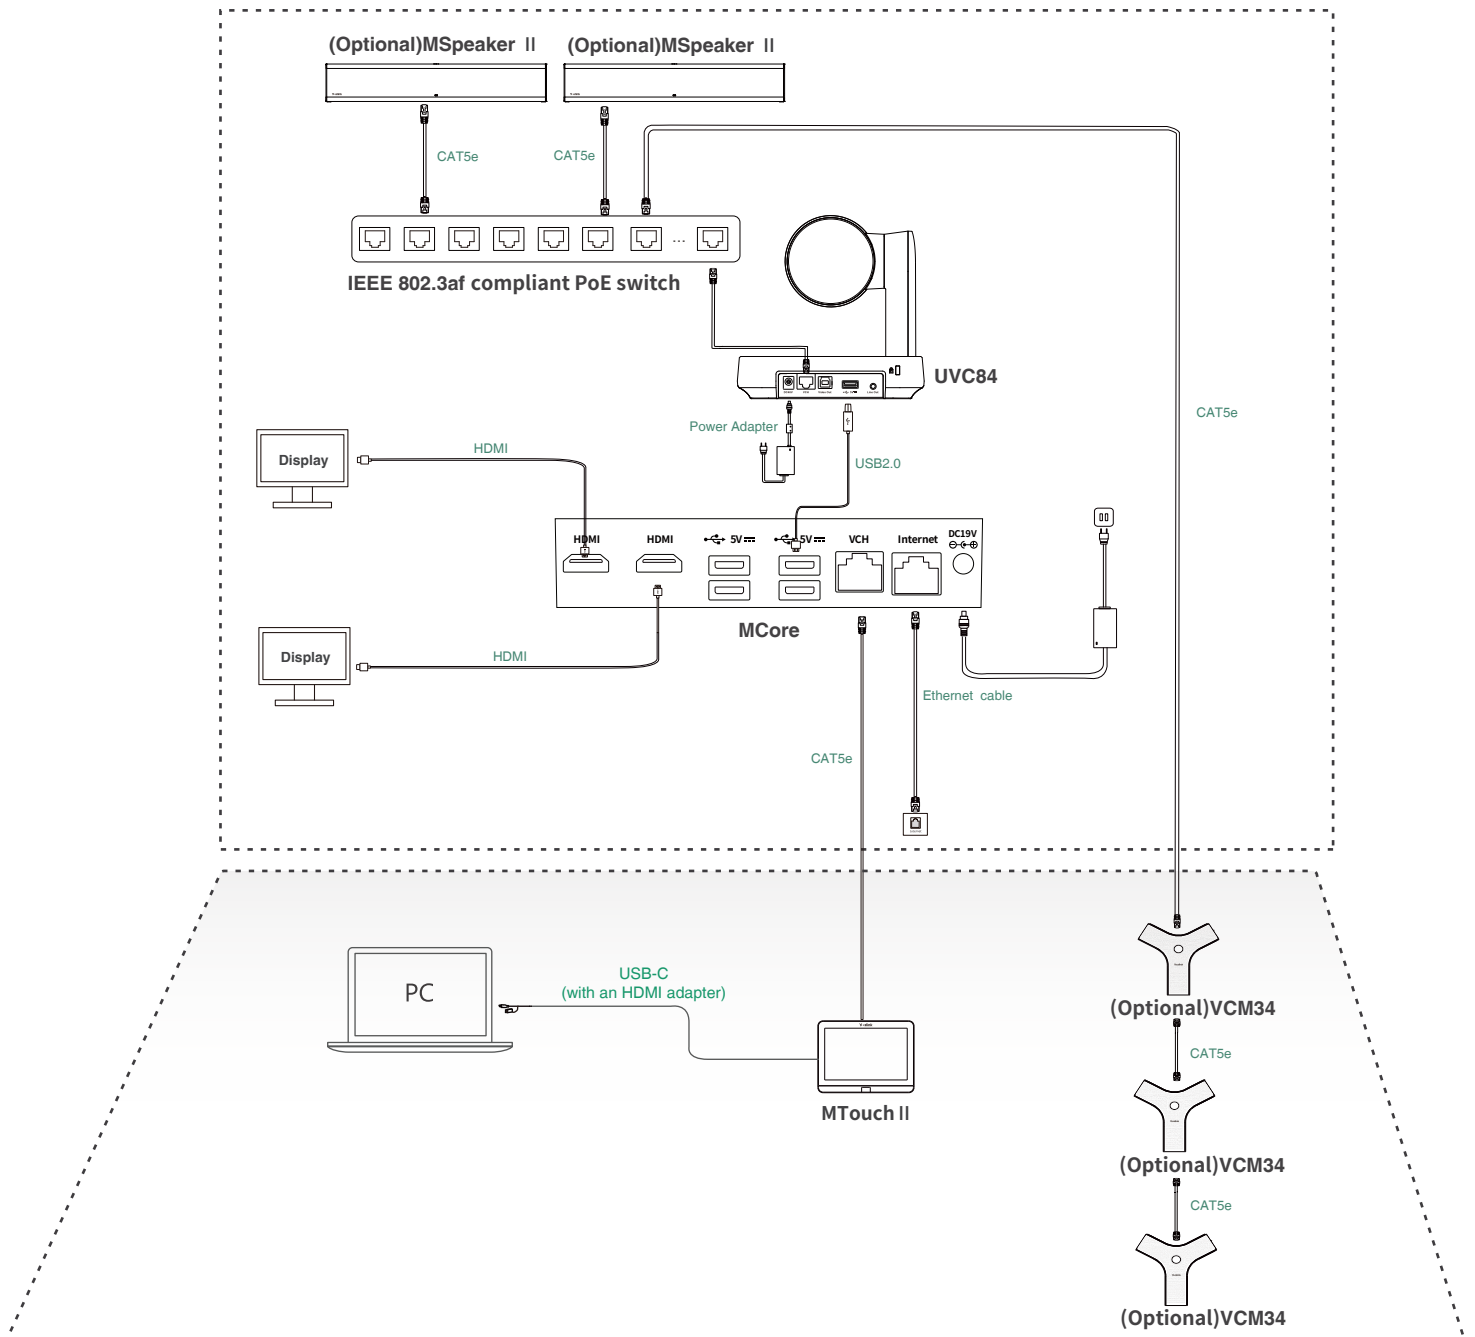 (Optional)MSpeaker Ⅱ (Optional)MSpeaker Ⅱ
CAT5e CAT5e
...
IEEE 802.3af compliant PoE switch
UVC84
CAT5e
Power Adapter
USB2.0
HDMI
Display
HDMI HDMI 5V 5V VCH Internet DC19V
MCore
Display
HDMI
Ethernet cable
CAT5e
PC
USB-C
(with an HDMI adapter)
MTouch Ⅱ
(Optional)VCM34
CAT5e
(Optional)VCM34
CAT5e
(Optional)VCM34